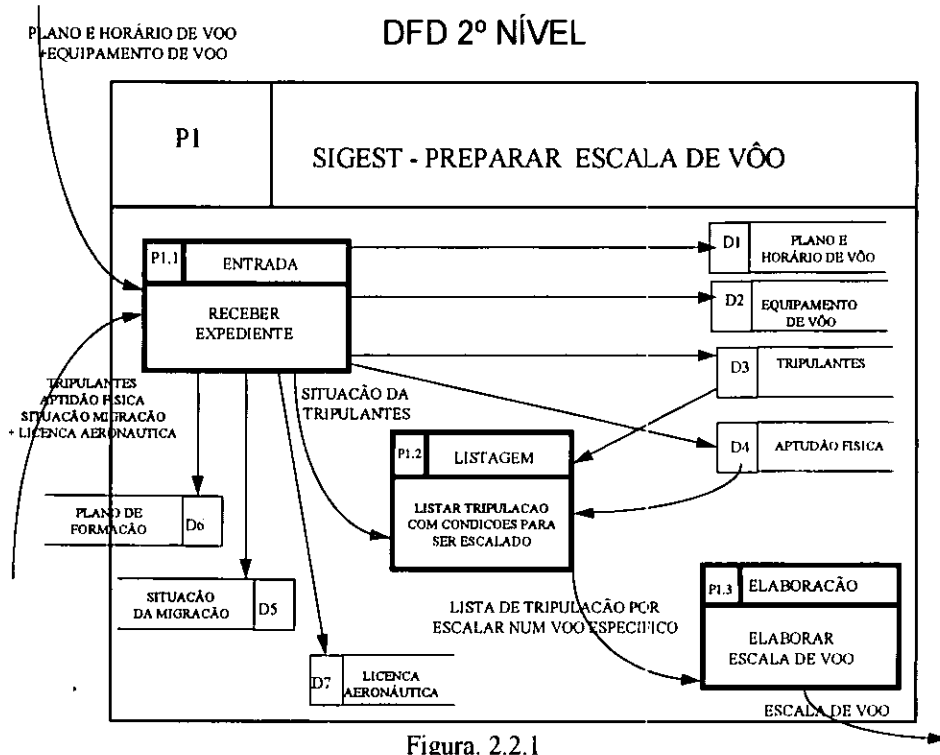 DFD 2º NÍVEL
PLANO E HORÁRIO DE VOO
+EQUIPAMENTO DE VOO
P1
SIGEST - PREPARAR ESCALA DE VÔO
P1.1
ENTRADA
RECEBER
EXPEDIENTE
D1
PLANO E
HORÁRIO DE VÔO
D2
EQUIPAMENTO
DE VÔO
D3
TRIPULANTES
D4
APTUDÃO FISICA
TRIPULANTES
APTIDÃO FISICA
SITUACÃO MIGRACÃO
+ LICENCA AERONAUTICA
SITUACÃO DA
TRIPULANTES
P1.2
LISTAGEM
LISTAR TRIPULACAO
COM CONDICOES PARA
SER ESCALADO
PLANO DE
FORMACÃO
D6
SITUACÃO
DA MIGRACÃO
D5
D7
LICENCA
AERONÁUTICA
LISTA DE TRIPULACÃO POR
ESCALAR NUM VOO ESPECIFICO
P1.3
ELABORACÃO
ELABORAR
ESCALA DE VOO
ESCALA DE VOO
Figura. 2.2.1